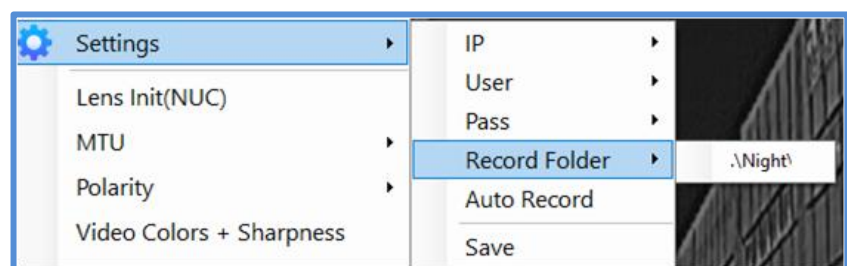 Settings
Lens Init(NUC)
MTU
Polarity
Video Colors + Sharpness
IP
User
Pass
Record Folder
Auto Record
Save
.\Night\